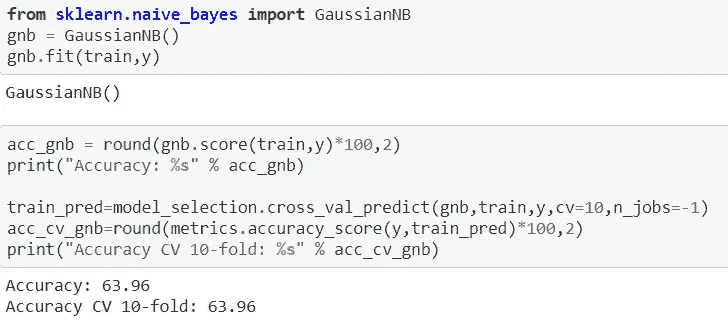 from sklearn.naive_bayes import GaussianNB
gnb = GaussianNB()
gnb.fit(train,y)
GaussianNB()
acc_gnb = round(gnb.score(train,y)*100,2)
print("Accuracy: %s" % acc_gnb)
train_pred=model_selection.cross_val_predict(gnb,train,y,cv=10,n_jobs=-1)
acc_cv_gnb=round(metrics.accuracy_score(y,train_pred)*100,2)
print("Accuracy CV 10-fold: %s" % acc_cv_gnb)
Accuracy: 63.96
Accuracy CV 10-fold: 63.96